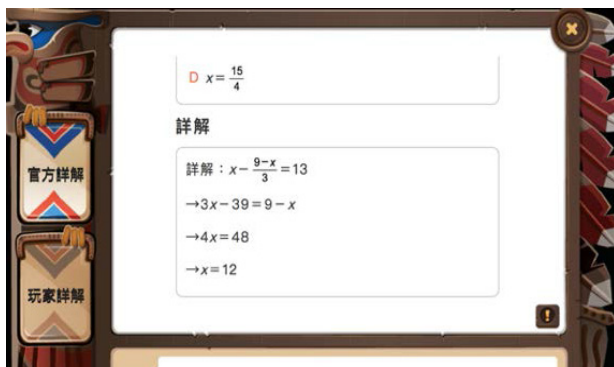 D x = 15/4
詳解
官方詳解
詳解：x − (9−x)/3 = 13
→3x − 39 = 9 − x
→4x = 48
→x = 12
玩家詳解